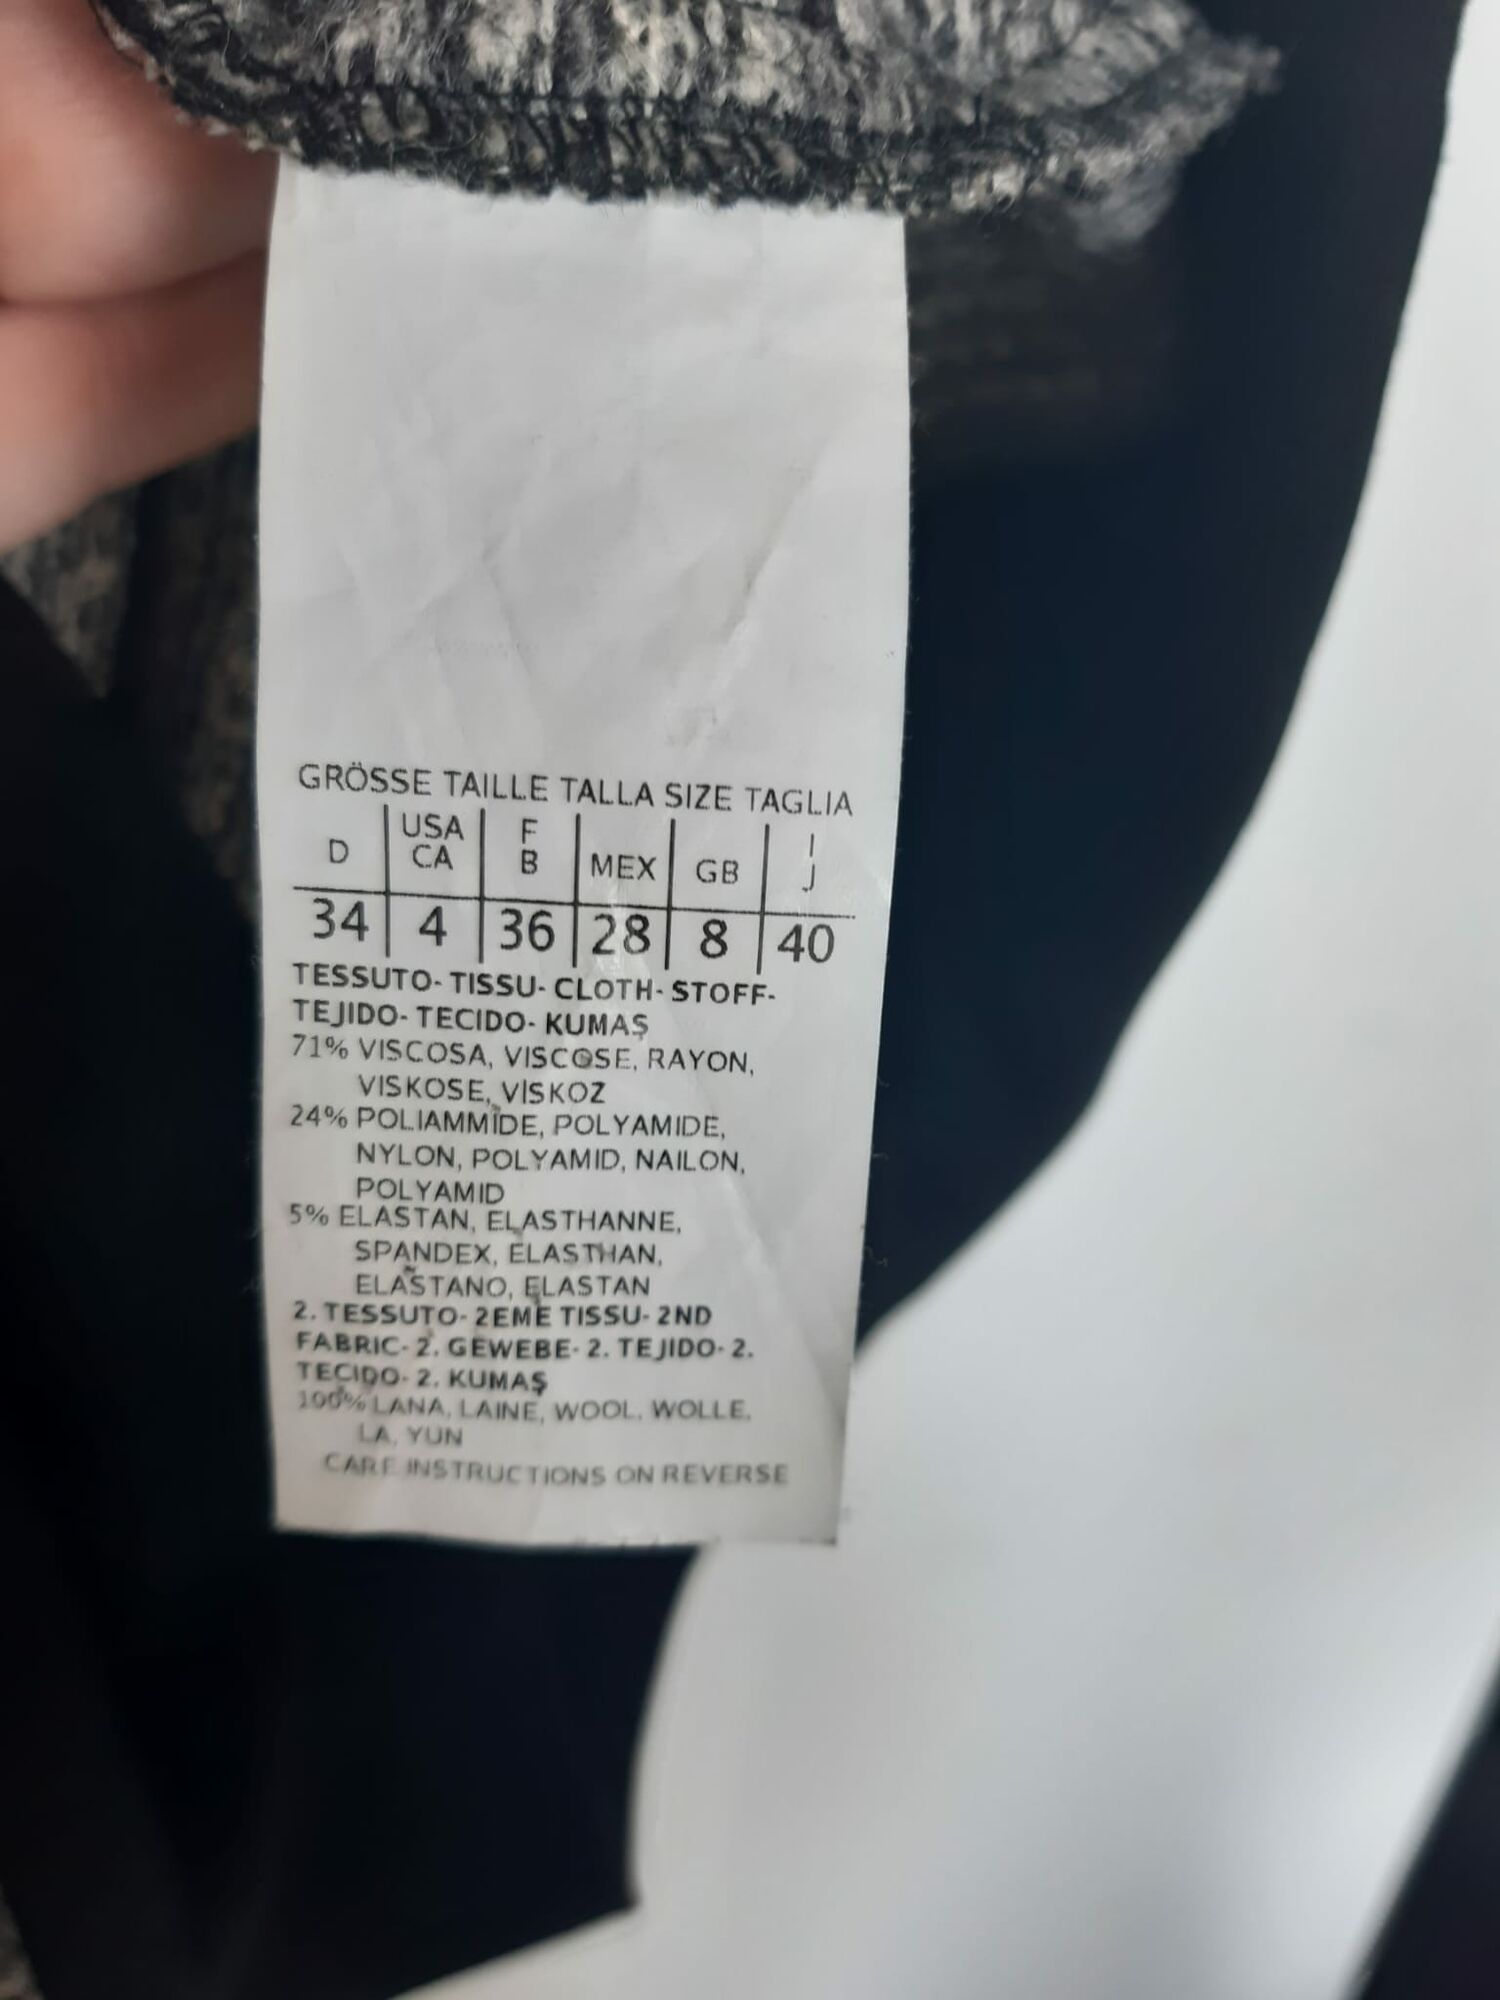 GRÖSSE TAILLE TALLA SIZE TAGLIA
D USA CA F B MEX GB I J
34 4 36 28 8 40
TESSUTO- TISSU- CLOTH- STOFF-
TEJIDO- TECIDO- KUMAŞ
71% VISCOSA, VISCOSE, RAYON,
VISKOSE, VİSKOZ
24% POLIAMMIDE, POLYAMIDE,
NYLON, POLYAMID, NAILON,
POLYAMID
5% ELASTAN, ELASTHANNE,
SPANDEX, ELASTHAN,
ELASTANO, ELASTAN
2. TESSUTO- 2EME TISSU- 2ND
FABRIC- 2. GEWEBE- 2. TEJIDO- 2.
TECIDO- 2. KUMAŞ
100% LANA, LAINE, WOOL, WOLLE,
LA, YUN
CARE INSTRUCTIONS ON REVERSE